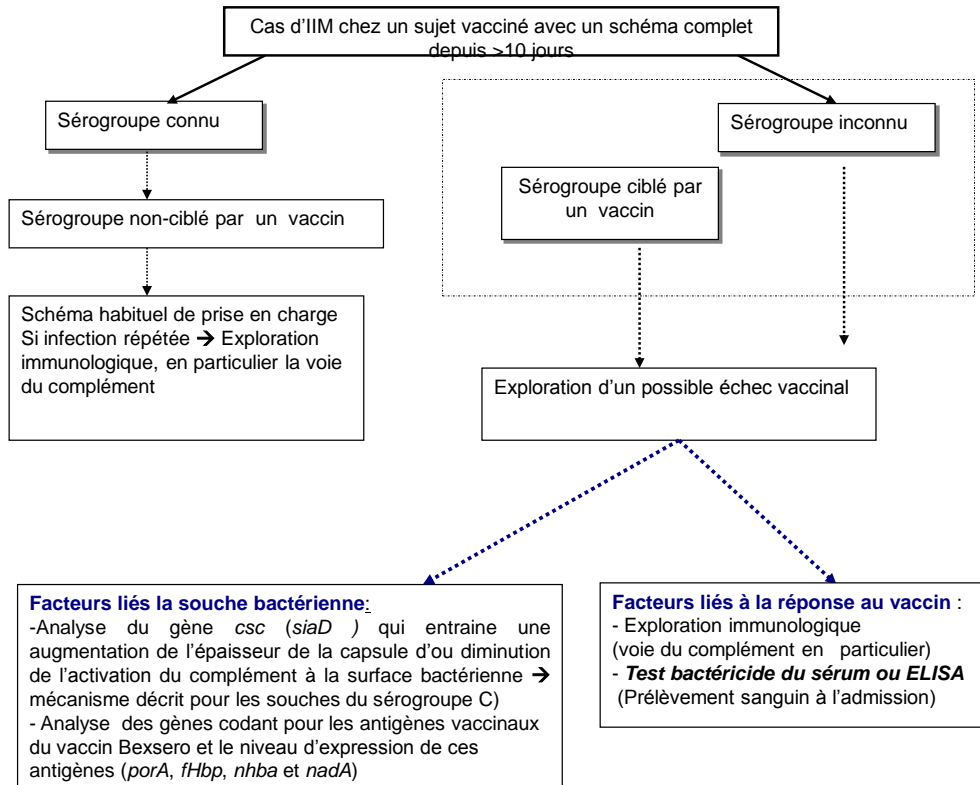 Cas d'IIM chez un sujet vacciné avec un schéma complet
depuis >10 jours
Sérogroupe connu
Sérogroupe inconnu
Sérogroupe ciblé par
un vaccin
Sérogroupe non-ciblé par un vaccin
Schéma habituel de prise en charge
Si infection répétée → Exploration
immunologique, en particulier la voie
du complément
Exploration d'un possible échec vaccinal
Facteurs liés la souche bactérienne:
-Analyse du gène csc (siaD ) qui entraine une
augmentation de l'épaisseur de la capsule d'ou diminution
de l'activation du complément à la surface bactérienne →
mécanisme décrit pour les souches du sérogroupe C)
- Analyse des gènes codant pour les antigènes vaccinaux
du vaccin Bexsero et le niveau d'expression de ces
antigènes (porA, fHbp, nhba et nadA)
Facteurs liés à la réponse au vaccin :
- Exploration immunologique
(voie du complément en particulier)
- Test bactéricide du sérum ou ELISA
(Prélèvement sanguin à l'admission)